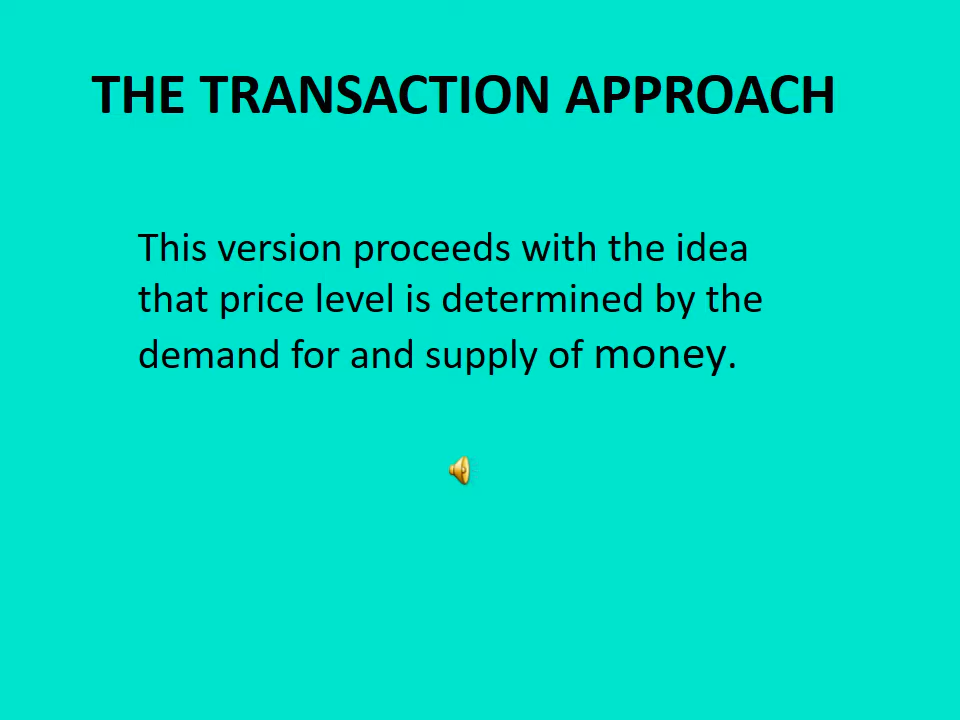 THE TRANSACTION APPROACH
This version proceeds with the idea
that price level is determined by the
demand for and supply of money.